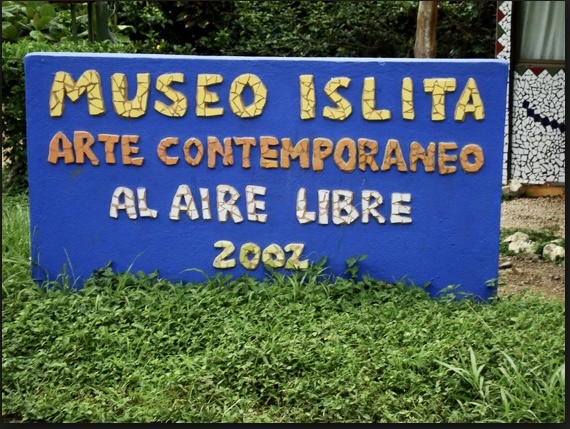 MUSEO ISLITA
ARTE CONTEMPORANEO
AL AIRE LIBRE
2002